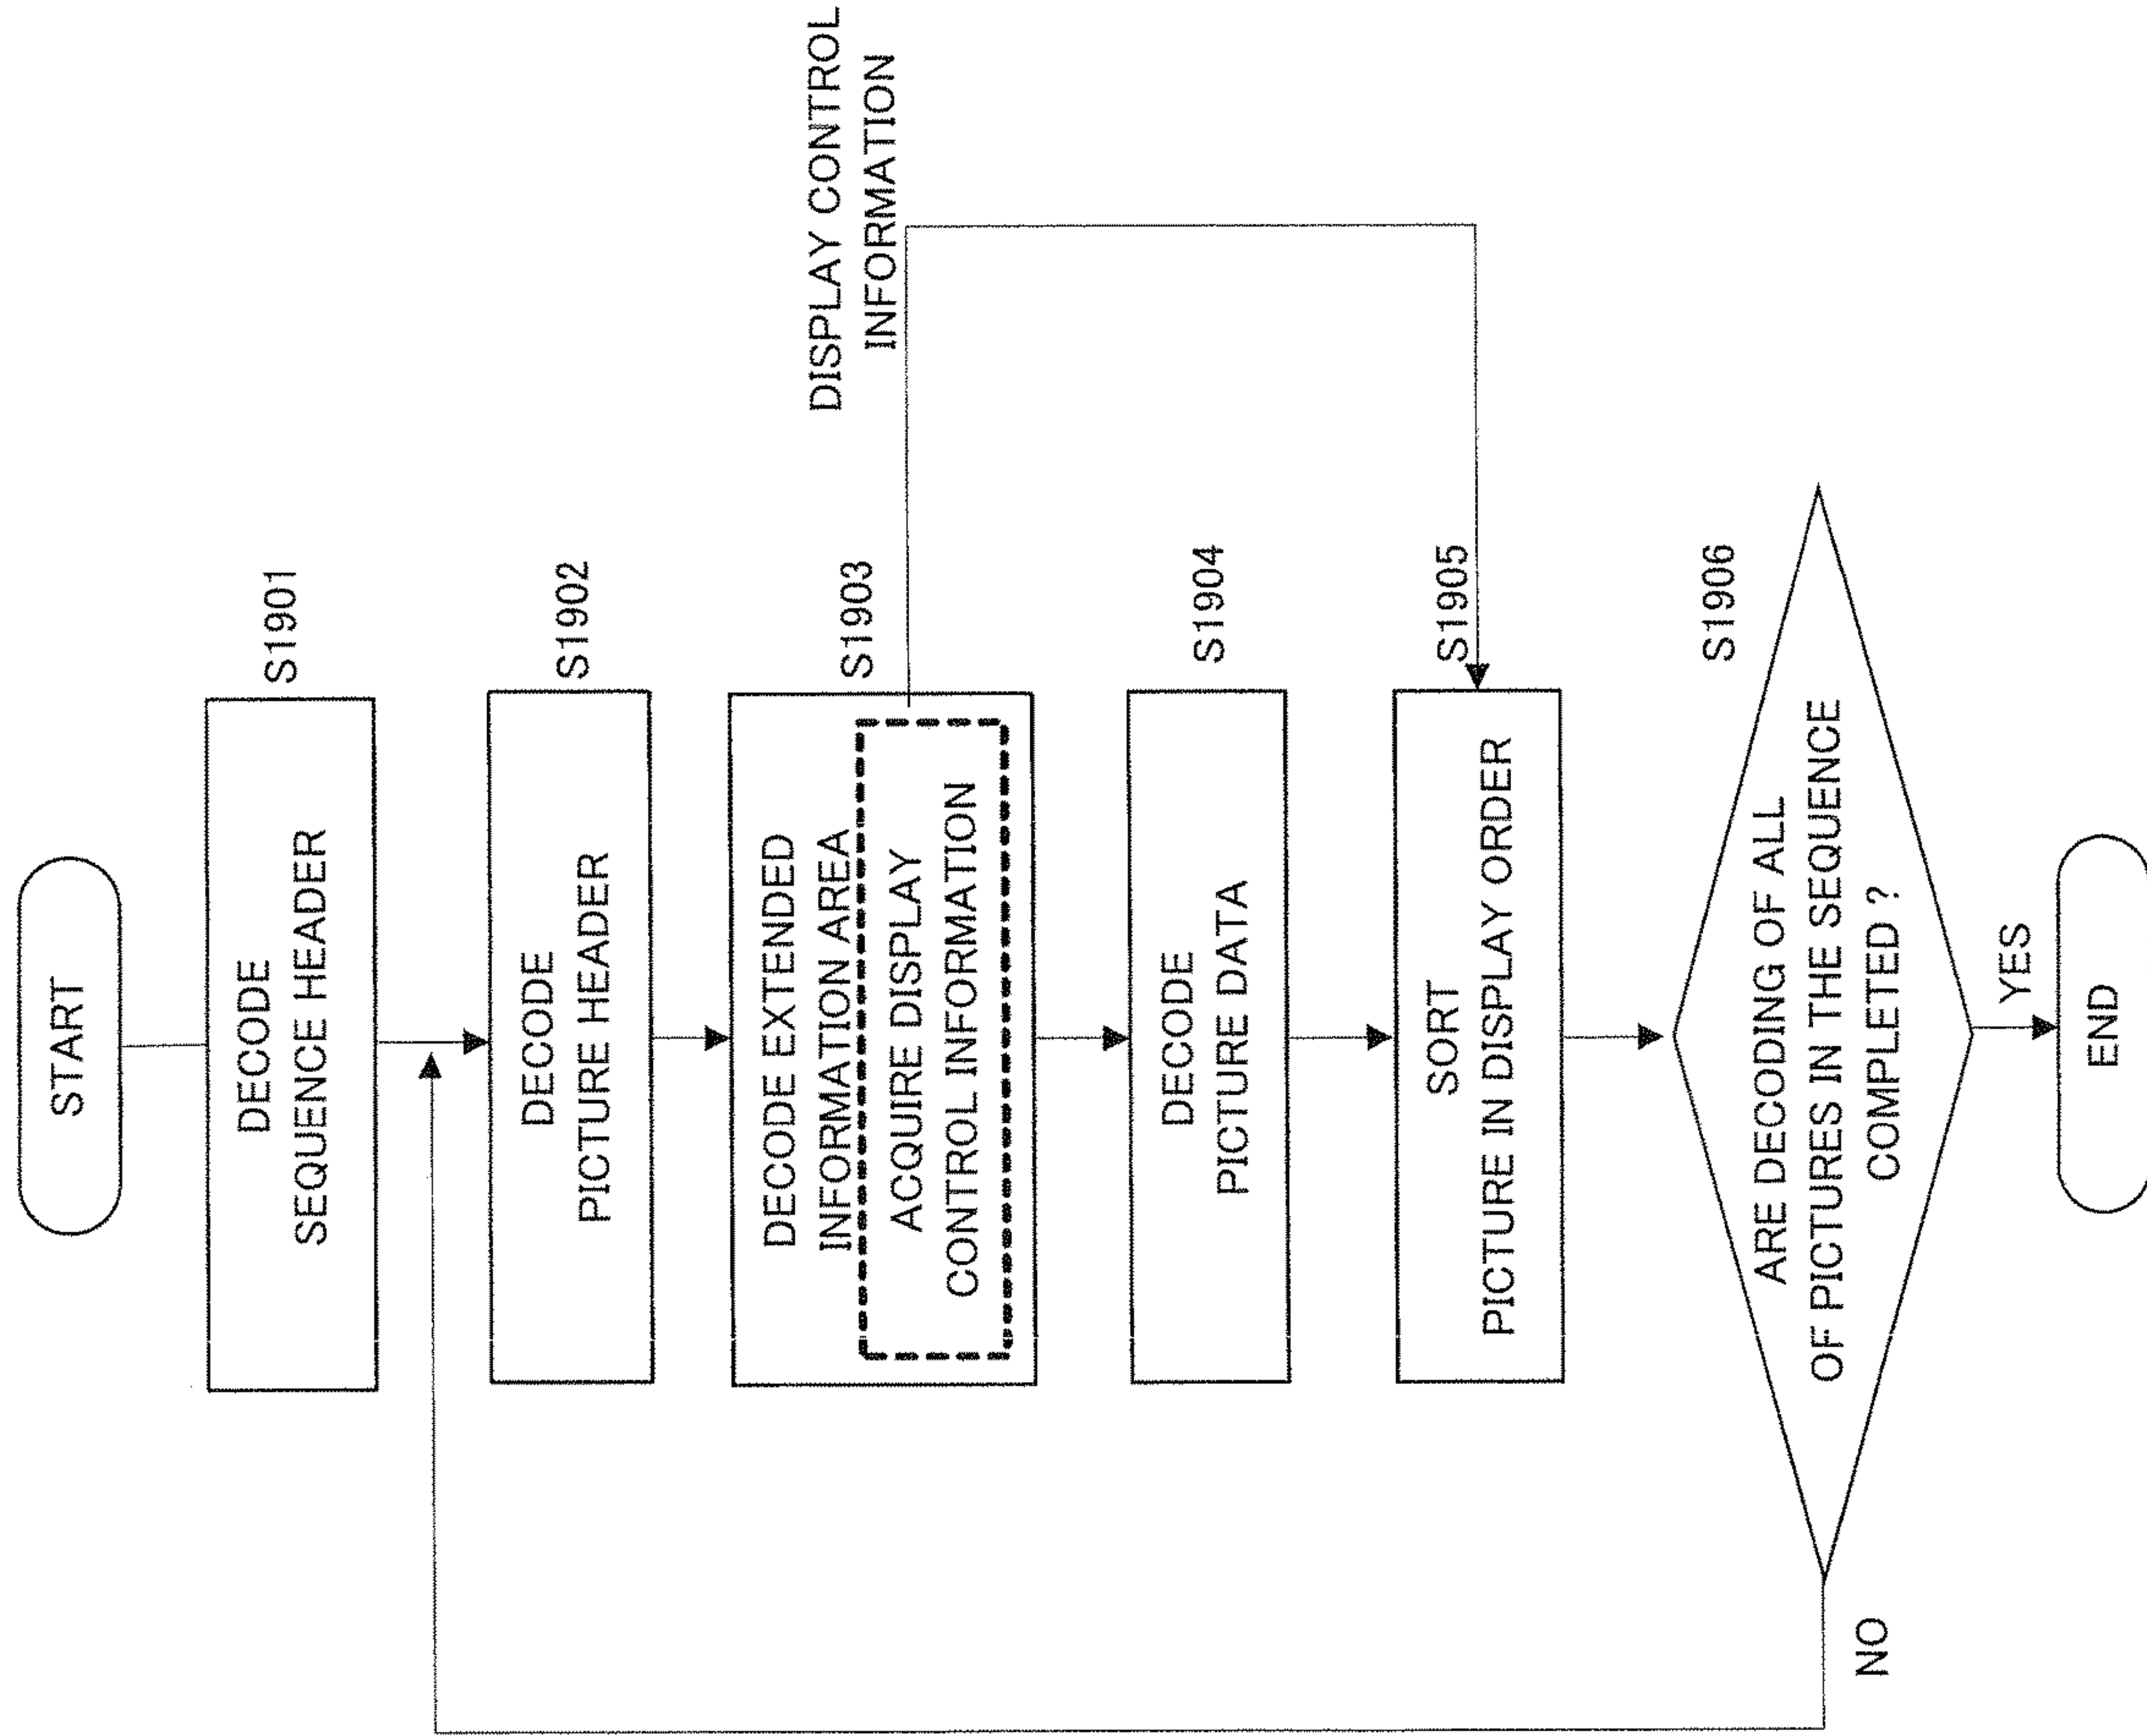 START
DECODE
SEQUENCE HEADER
S1901
DECODE
PICTURE HEADER
S1902
DECODE EXTENDED
INFORMATION AREA
ACQUIRE DISPLAY
CONTROL INFORMATION
S1903
DISPLAY CONTROL
INFORMATION
DECODE
PICTURE DATA
S1904
SORT
PICTURE IN DISPLAY ORDER
S1905
ARE DECODING OF ALL
OF PICTURES IN THE SEQUENCE
COMPLETED ?
S1906
NO
YES
END